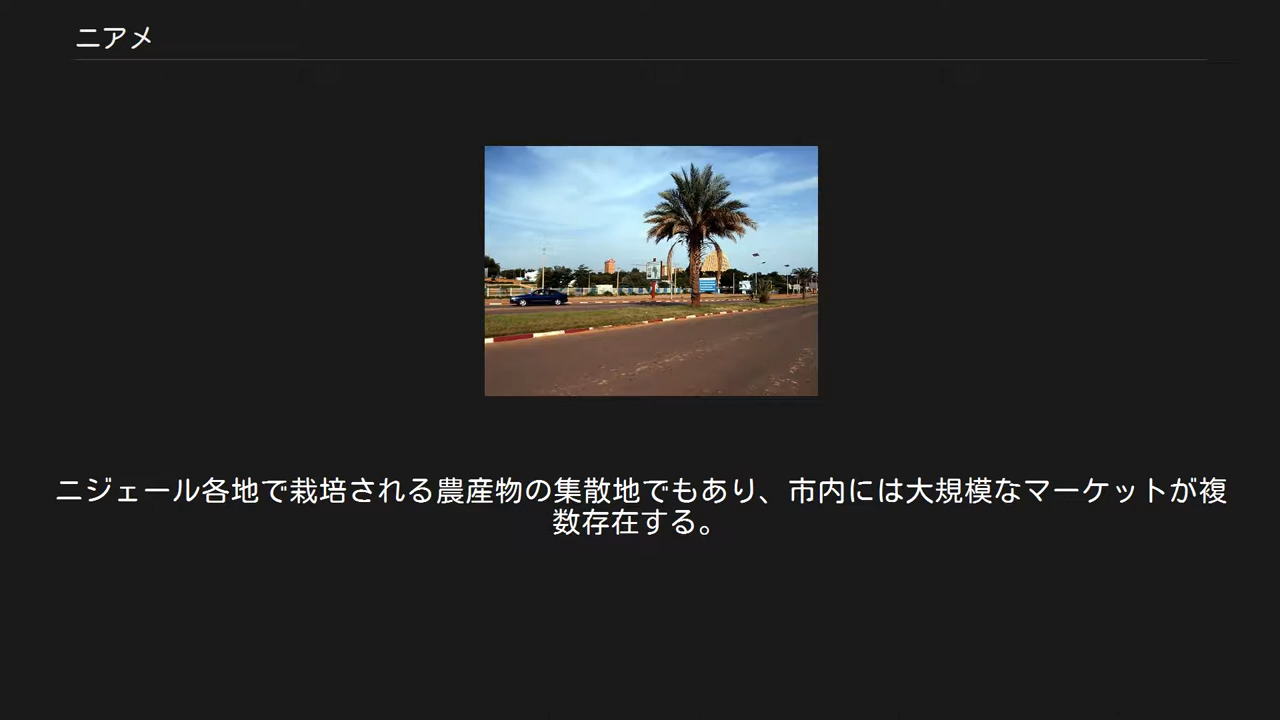 ニアメ
ニジェール各地で栽培される農産物の集散地でもあり、市内には大規模なマーケットが複
数存在する。